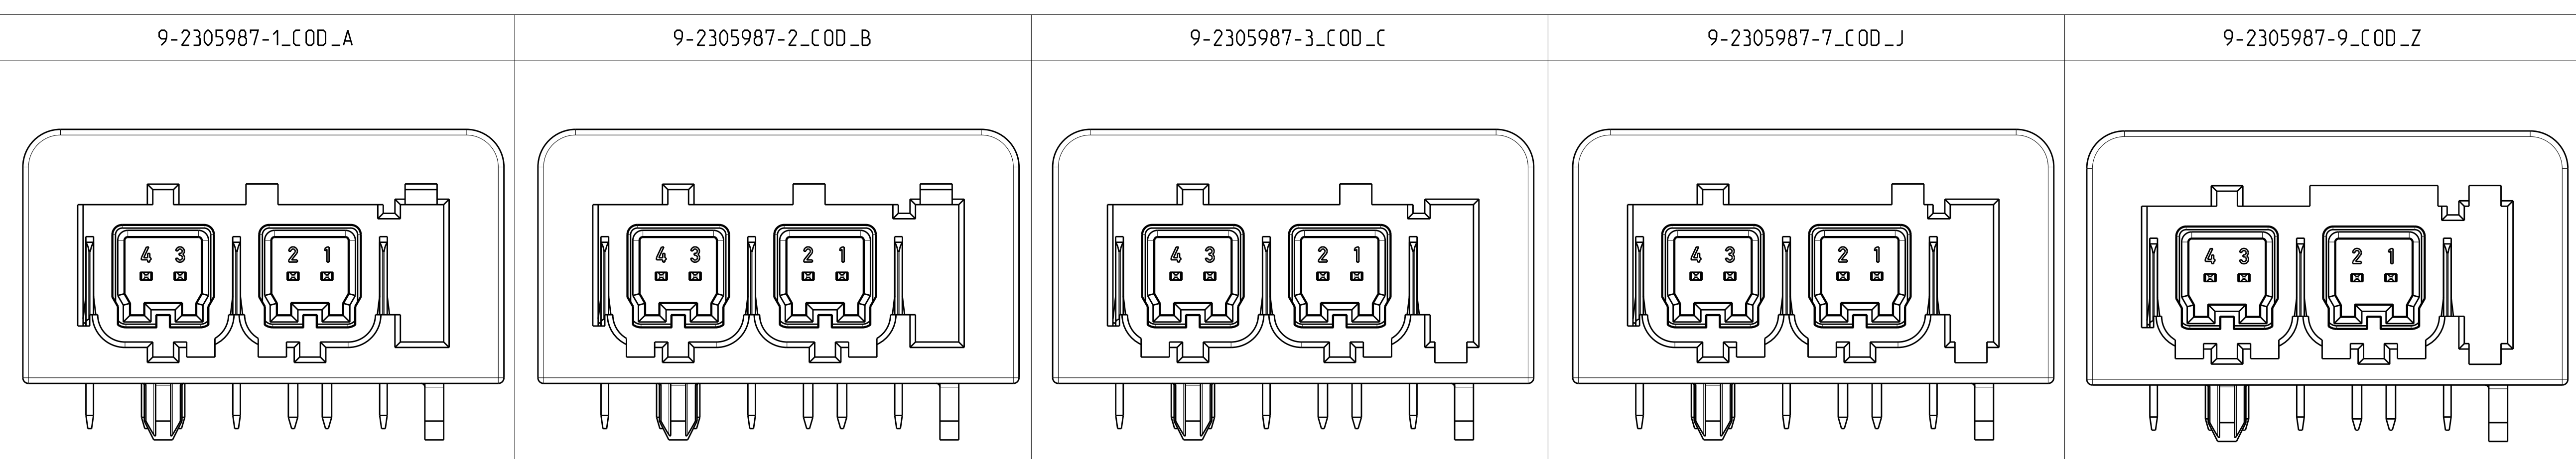 9-2305987-1_COD_A
9-2305987-2_COD_B
9-2305987-3_COD_C
9-2305987-7_COD_J
9-2305987-9_COD_Z
4 3 2 1
4 3 2 1
4 3 2 1
4 3 2 1
4 3 2 1